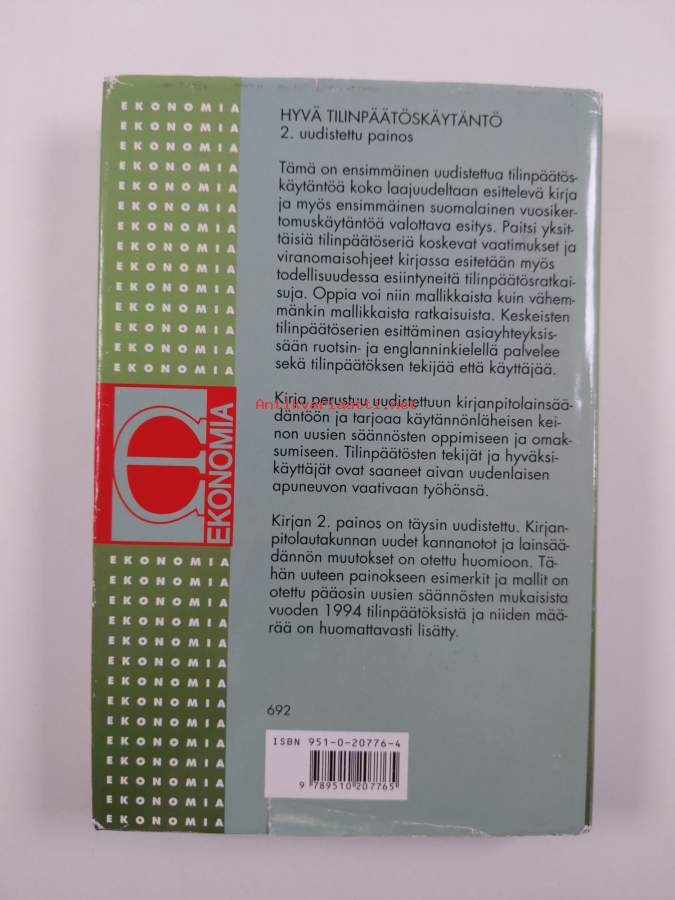 EKONOMIA
EKONOMIA
EKONOMIA
EKONOMIA
EKONOMIA
EKONOMIA
EKONOMIA
EKONOMIA
EKONOMIA
EKONOMIA
EKONOMIA
EKONOMIA
EKONOMIA
EKONOMIA
E EKONOMIA
EKONOMIA
EKONOMIA
EKONOMIA
EKONOMIA
EKONOMIA
EKONOMIA
EKONOMIA
EKONOMIA
EKONOMIA
EKONOMIA
EKONOMIA
EKONOMIA
EKONOMIA
EKONOMIA
HYVÄ TILINPÄÄTÖSKÄYTÄNTÖ
2. uudistettu painos
Tämä on ensimmäinen uudistettua tilinpäätös-
käytäntöä koko laajuudeltaan esittelevä kirja
ja myös ensimmäinen suomalainen vuosiker-
tomuskäytäntöä valottava esitys. Paitsi yksit-
täisiä tilinpäätöseriä koskevat vaatimukset ja
viranomaisohjeet kirjassa esitetään myös
todellisuudessa esiintyneitä tilinpäätösratkai-
suja. Oppia voi niin mallikkaista kuin vähem-
mänkin mallikkaista ratkaisuista. Keskeisten
tilinpäätöserien esittäminen asiayhteyksis-
sään ruotsin- ja englanninkielellä palvelee
sekä tilinpäätöksen tekijää että käyttäjää.
Kirja perustuu uudistettuun kirjanpitolainsää-
Antikvariaatti.net
däntöön ja tarjoaa käytännönläheisen kei-
non uusien säännösten oppimiseen ja omak-
sumiseen. Tilinpäätösten tekijät ja hyväksi-
käyttäjät ovat saaneet aivan uudenlaisen
apuneuvon vaativaan työhönsä.
Kirjan 2. painos on täysin uudistettu. Kirjan-
pitolautakunnan uudet kannanotot ja lainsää-
dännön muutokset on otettu huomioon. Tä-
hän uuteen painokseen esimerkit ja mallit on
otettu pääosin uusien säännösten mukaisista
vuoden 1994 tilinpäätöksistä ja niiden mää-
rää on huomattavasti lisätty.
692
ISBN 951-0-20776-4
9 789510 207765